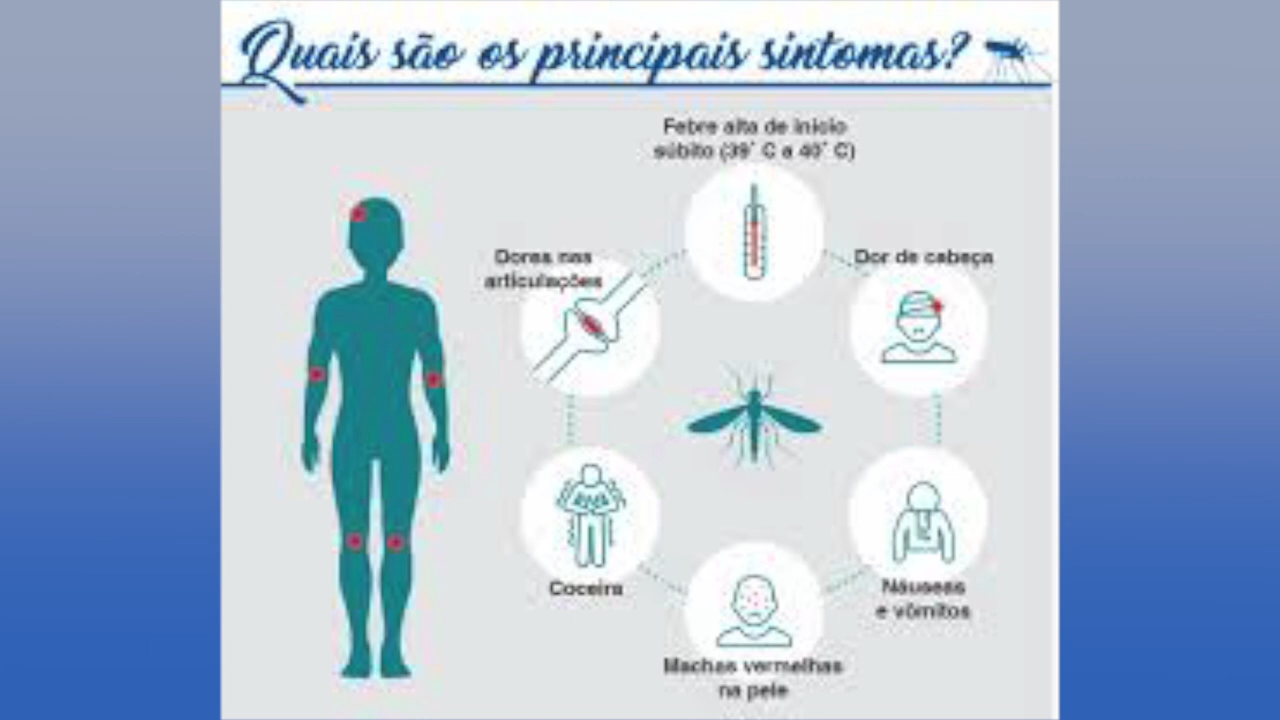 Quais são os principais sintomas?
Febre alta de início
súbito (39° C a 40° C)
Dores nas
articulações
Dor de cabeça
Coceira
Náuseas
e vômitos
Machas vermelhas
na pele